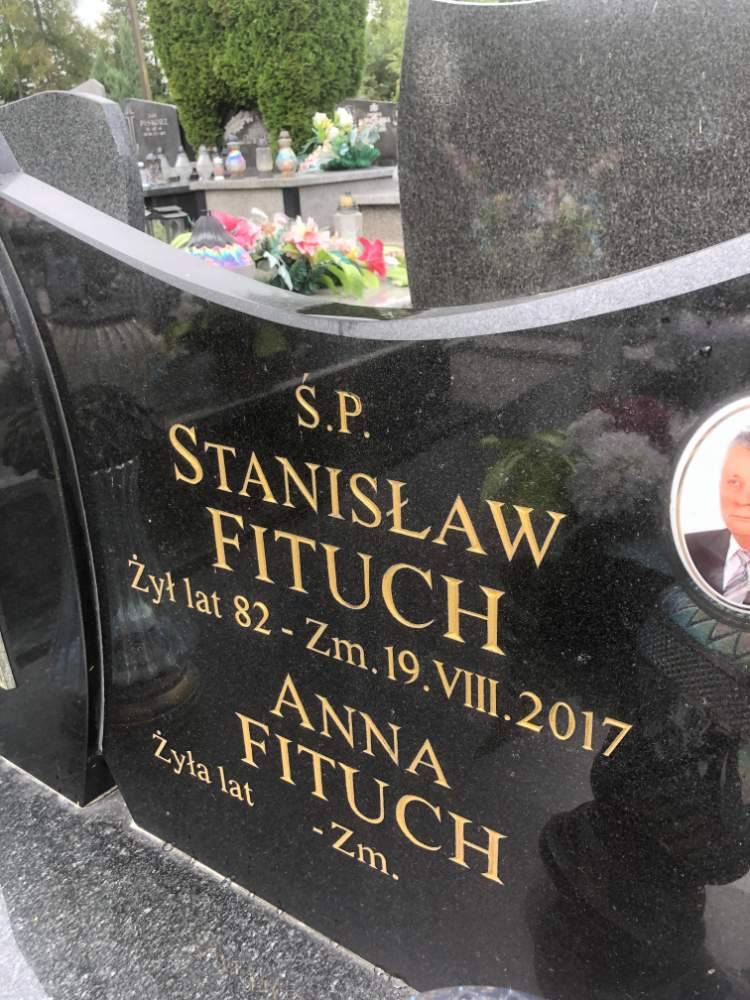 Ś.P.
STANISŁAW
FITUCH
Żył lat 82 - Zm. 19.VIII.2017
ANNA
FITUCH
Żyła lat - Zm.